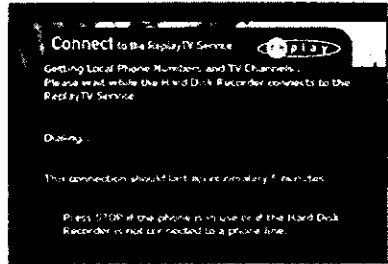 Connect to the ReplayTV Service
replay
Getting Local Phone Numbers and TV Channels...
Please wait while the Hard Disk Recorder connects to the
ReplayTV Service
Dialing...
This connection should last approximately 5 minutes
Press STOP if the phone is in use or if the Hard Disk
Recorder is not connected to a phone line.